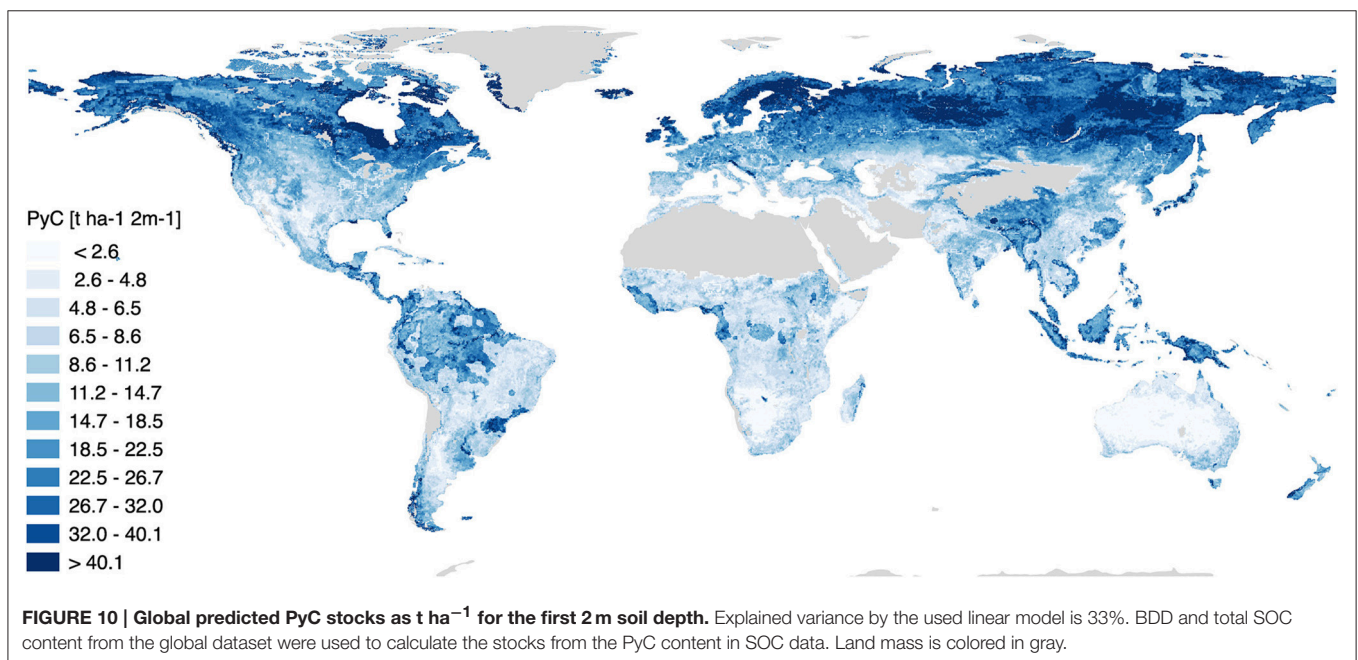 PyC [t ha-1 2m-1]
< 2.6
2.6 - 4.8
4.8 - 6.5
6.5 - 8.6
8.6 - 11.2
11.2 - 14.7
14.7 - 18.5
18.5 - 22.5
22.5 - 26.7
26.7 - 32.0
32.0 - 40.1
> 40.1
FIGURE 10 | Global predicted PyC stocks as t ha−1 for the first 2 m soil depth. Explained variance by the used linear model is 33%. BDD and total SOC
content from the global dataset were used to calculate the stocks from the PyC content in SOC data. Land mass is colored in gray.